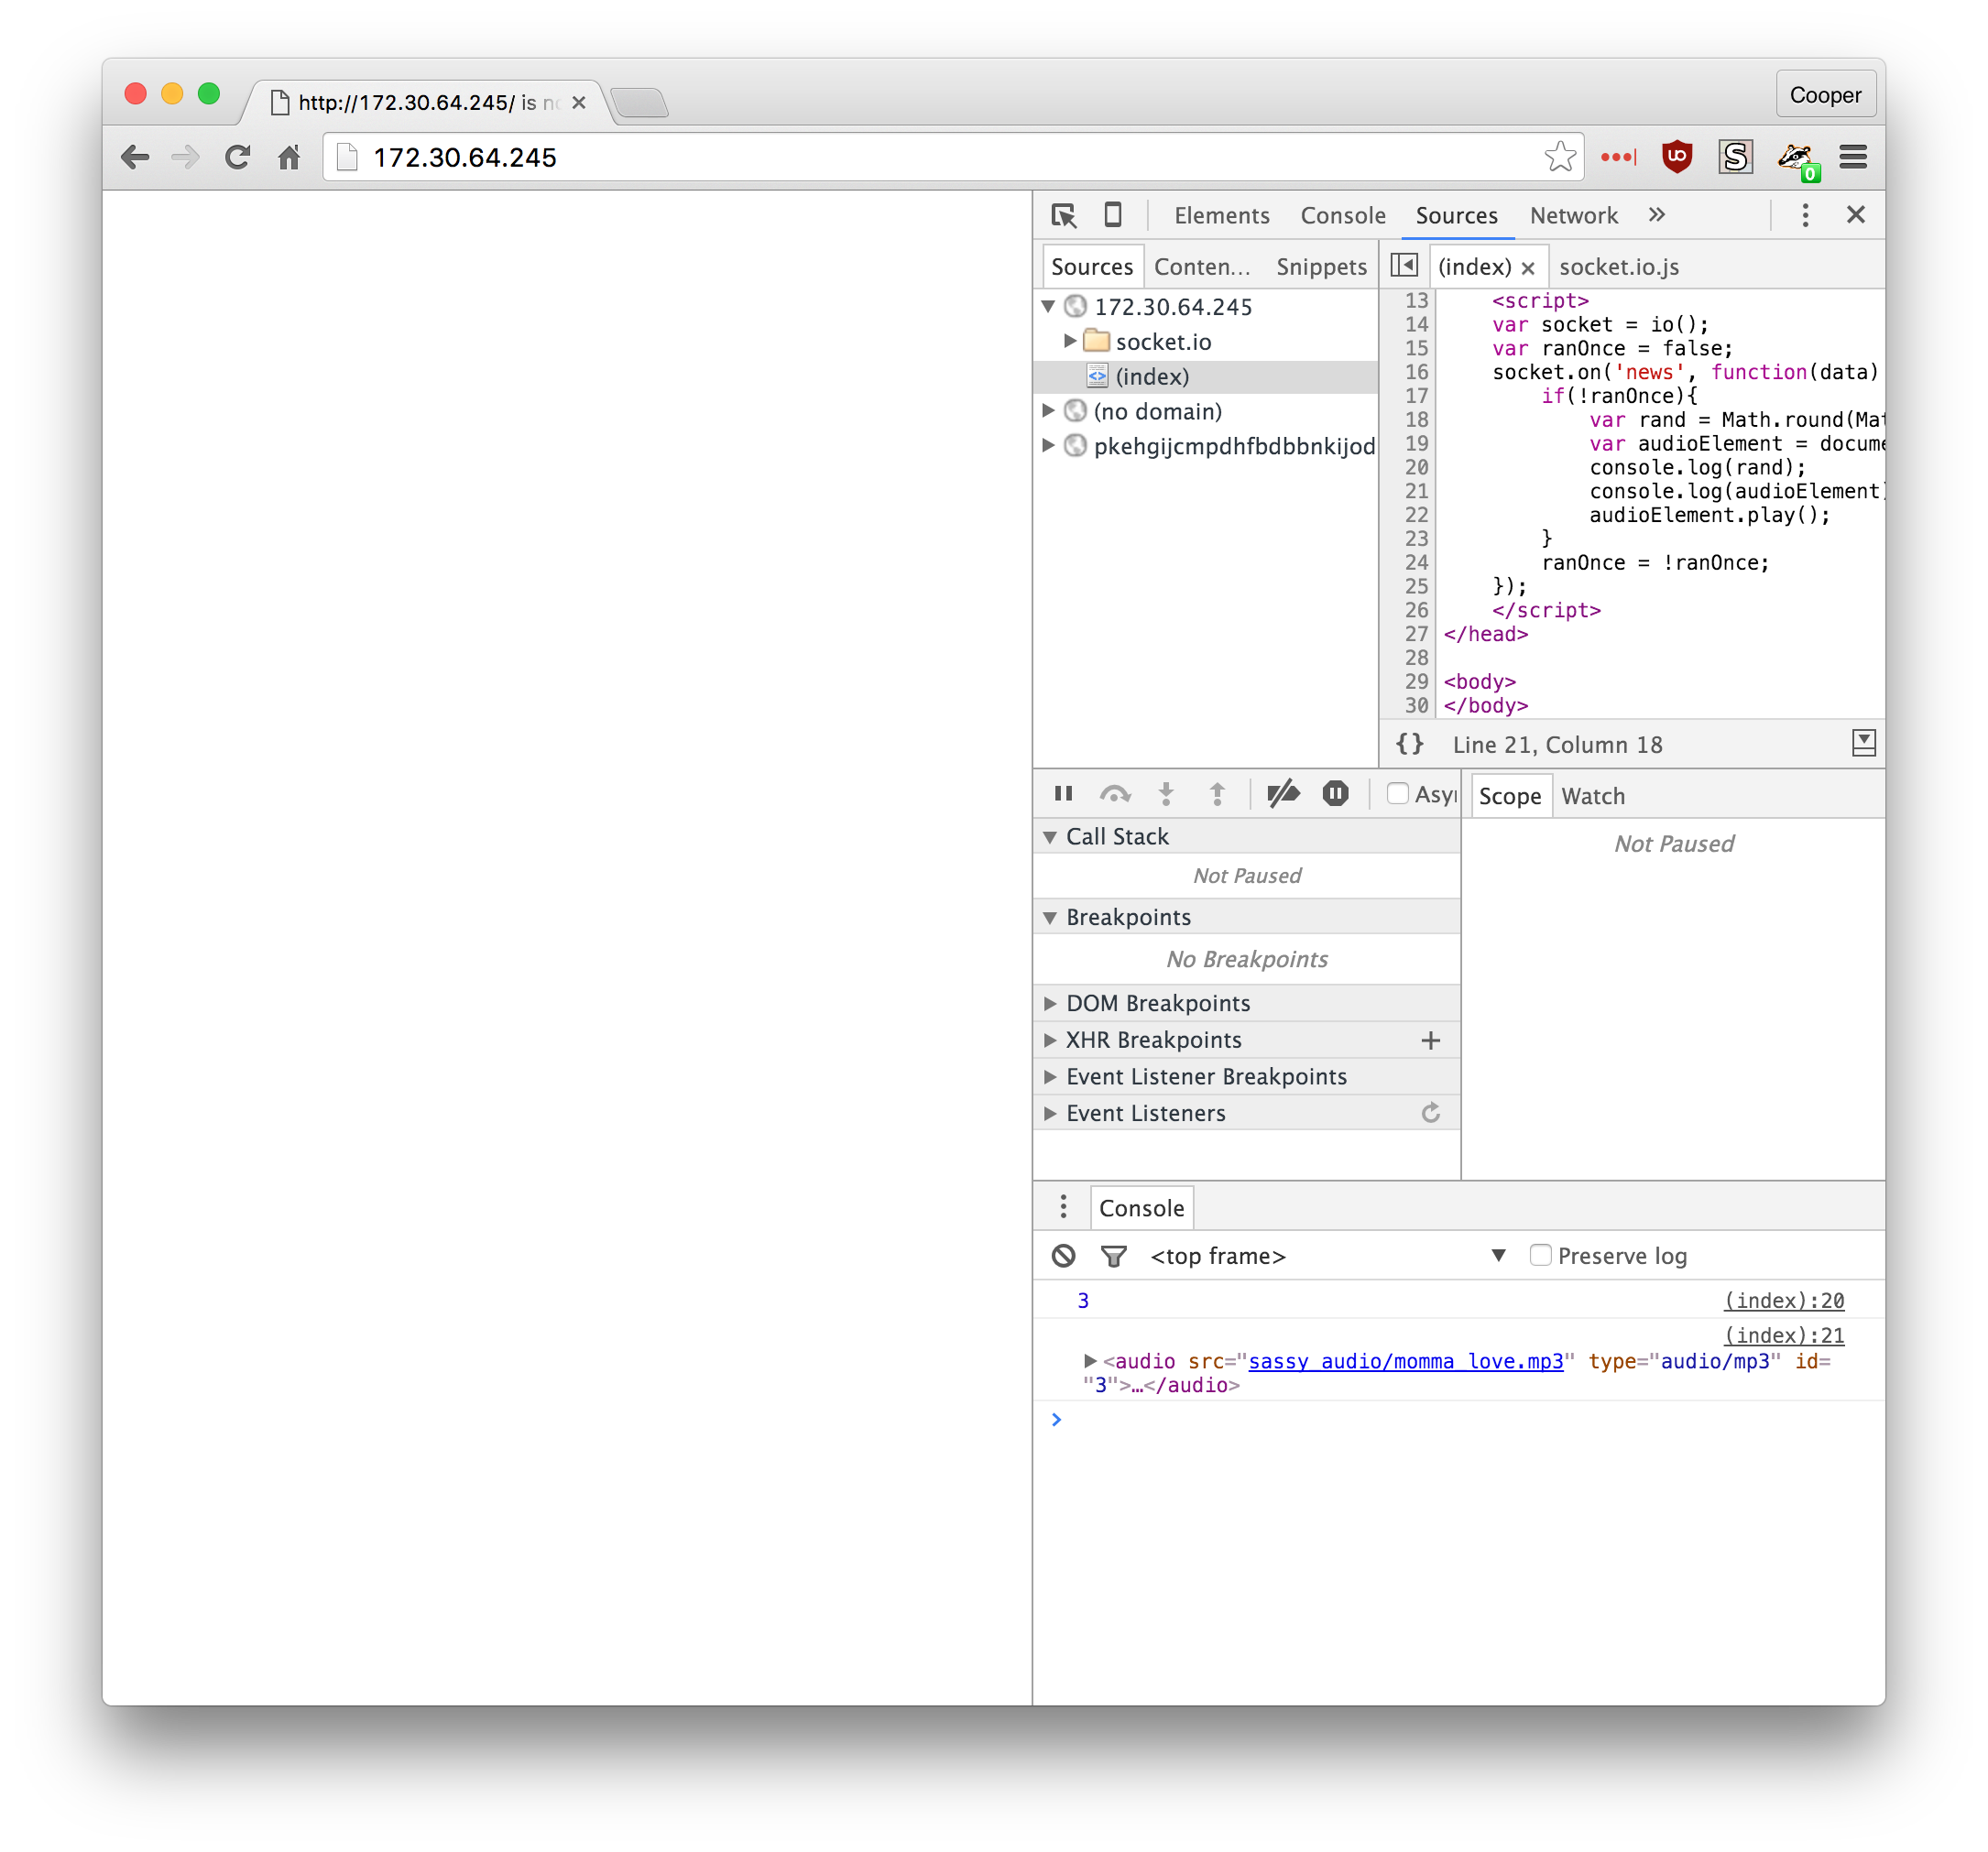 http://172.30.64.245/ is no
Cooper
172.30.64.245
S
0
Elements Console Sources Network »
Sources Conten... Snippets
(index) × socket.io.js
172.30.64.245
socket.io
(index)
(no domain)
pkehgijcmpdhfbdbbnkijod
13 <script>
14 var socket = io();
15 var ranOnce = false;
16 socket.on('news', function(data)
17 if(!ranOnce){
18 var rand = Math.round(Mat
19 var audioElement = docume
20 console.log(rand);
21 console.log(audioElement)
22 audioElement.play();
23 }
24 ranOnce = !ranOnce;
25 });
26 </script>
27 </head>
28
29 <body>
30 </body>
{} Line 21, Column 18
Asyn
Scope Watch
Call Stack
Not Paused
Not Paused
Breakpoints
No Breakpoints
DOM Breakpoints
XHR Breakpoints +
Event Listener Breakpoints
Event Listeners
Console
<top frame> Preserve log
3 (index):20
(index):21
<audio src="sassy_audio/momma_love.mp3" type="audio/mp3" id=
"3">…</audio>
>